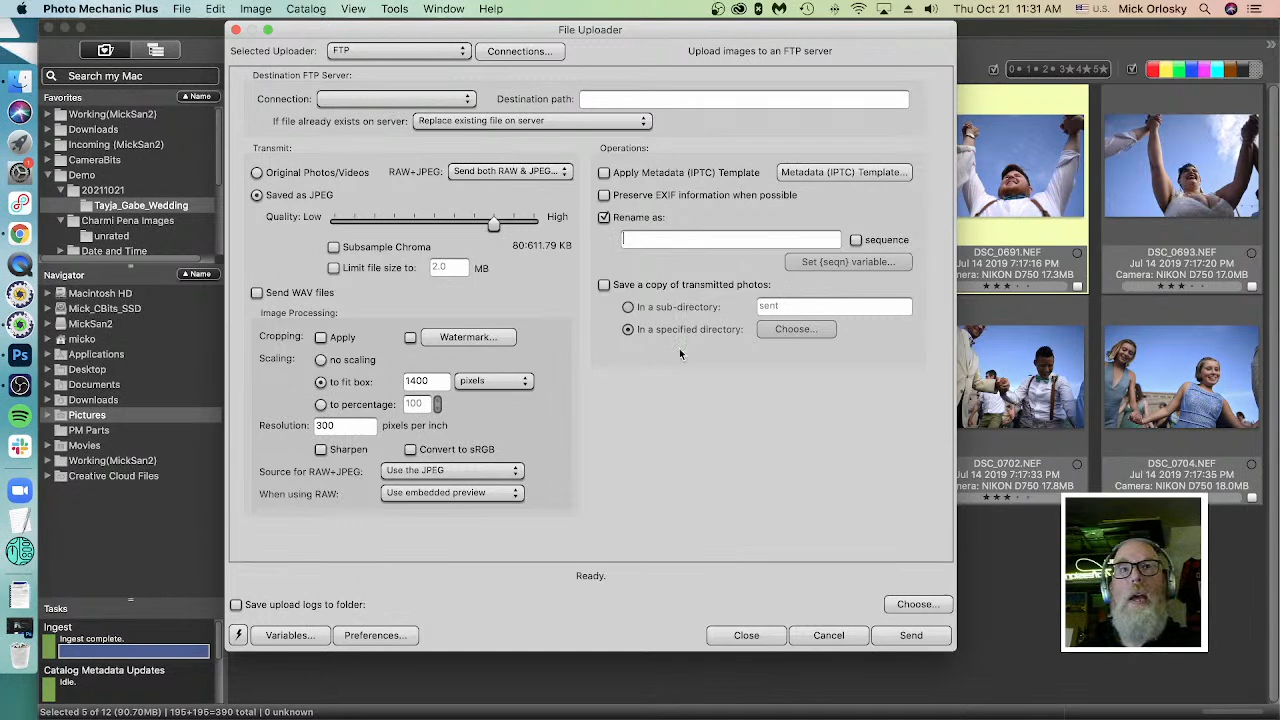 Photo Mechanic Plus File Edit Image Catalog View Tools Window Help Thu Oct 21 11:31 AM U.S. Mick Orlosky
File Uploader
Selected Uploader: FTP Connections... Upload images to an FTP server
Search my Mac
Favorites Name
Working(MickSan2)
Downloads
Incoming (MickSan2)
CameraBits
Demo
20211021
Tayja_Gabe_Wedding
Charmi Pena Images
unrated
Date and Time
Navigator Name
Macintosh HD
Mick_CBits_SSD
MickSan2
micko
Applications
Desktop
Documents
Downloads
Pictures
PM Parts
Movies
Working(MickSan2)
Creative Cloud Files
Tasks
Ingest
Ingest complete.
Catalog Metadata Updates
Idle.
Destination FTP Server:
Connection: Destination path:
If file already exists on server: Replace existing file on server
Transmit:
Original Photos/Videos RAW+JPEG: Send both RAW & JPEG...
Saved as JPEG
Quality: Low High
Subsample Chroma 80:611.79 KB
Limit file size to: 2.0 MB
Send WAV files
Image Processing:
Cropping: Apply Watermark...
Scaling: no scaling
to fit box: 1400 pixels
to percentage: 100
Resolution: 300 pixels per inch
Sharpen Convert to sRGB
Source for RAW+JPEG: Use the JPEG
When using RAW: Use embedded preview
Operations:
Apply Metadata (IPTC) Template Metadata (IPTC) Template...
Preserve EXIF information when possible
Rename as:
sequence
Set {seqn} variable...
Save a copy of transmitted photos:
In a sub-directory: sent
In a specified directory: Choose...
Ready.
Save upload logs to folder: Choose...
Variables... Preferences... Close Cancel Send
0 1 2 3 4 5
DSC_0691.NEF
Jul 14 2019 7:17:16 PM
Camera: NIKON D750 17.3MB
DSC_0693.NEF
Jul 14 2019 7:17:20 PM
Camera: NIKON D750 17.6MB
DSC_0702.NEF
Jul 14 2019 7:17:33 PM
Camera: NIKON D750 17.8MB
DSC_0704.NEF
Jul 14 2019 7:17:35 PM
Camera: NIKON D750 18.0MB
Selected 5 of 12 (90.70MB) | 195+195=390 total | 0 unknown